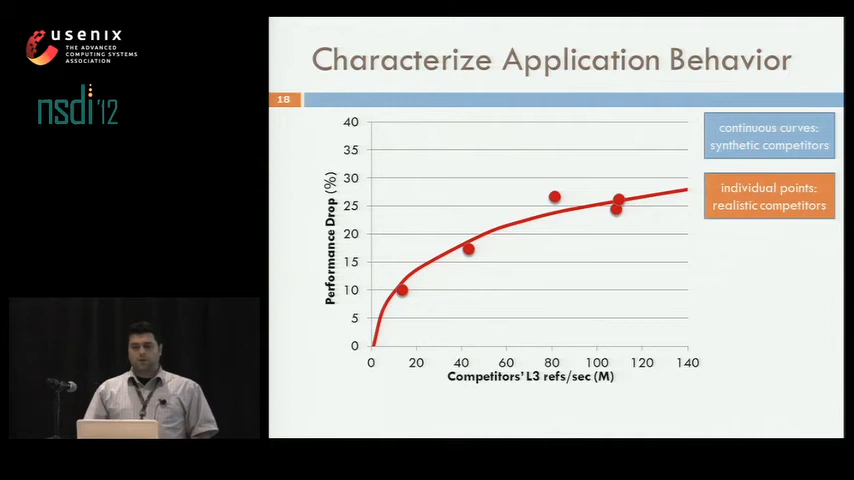 usenix
THE ADVANCED
COMPUTING SYSTEMS
ASSOCIATION
nsdi '12
Characterize Application Behavior
18
continuous curves:
synthetic competitors
individual points:
realistic competitors
Performance Drop (%)
40
35
30
25
20
15
10
5
0
0 20 40 60 80 100 120 140
Competitors' L3 refs/sec (M)